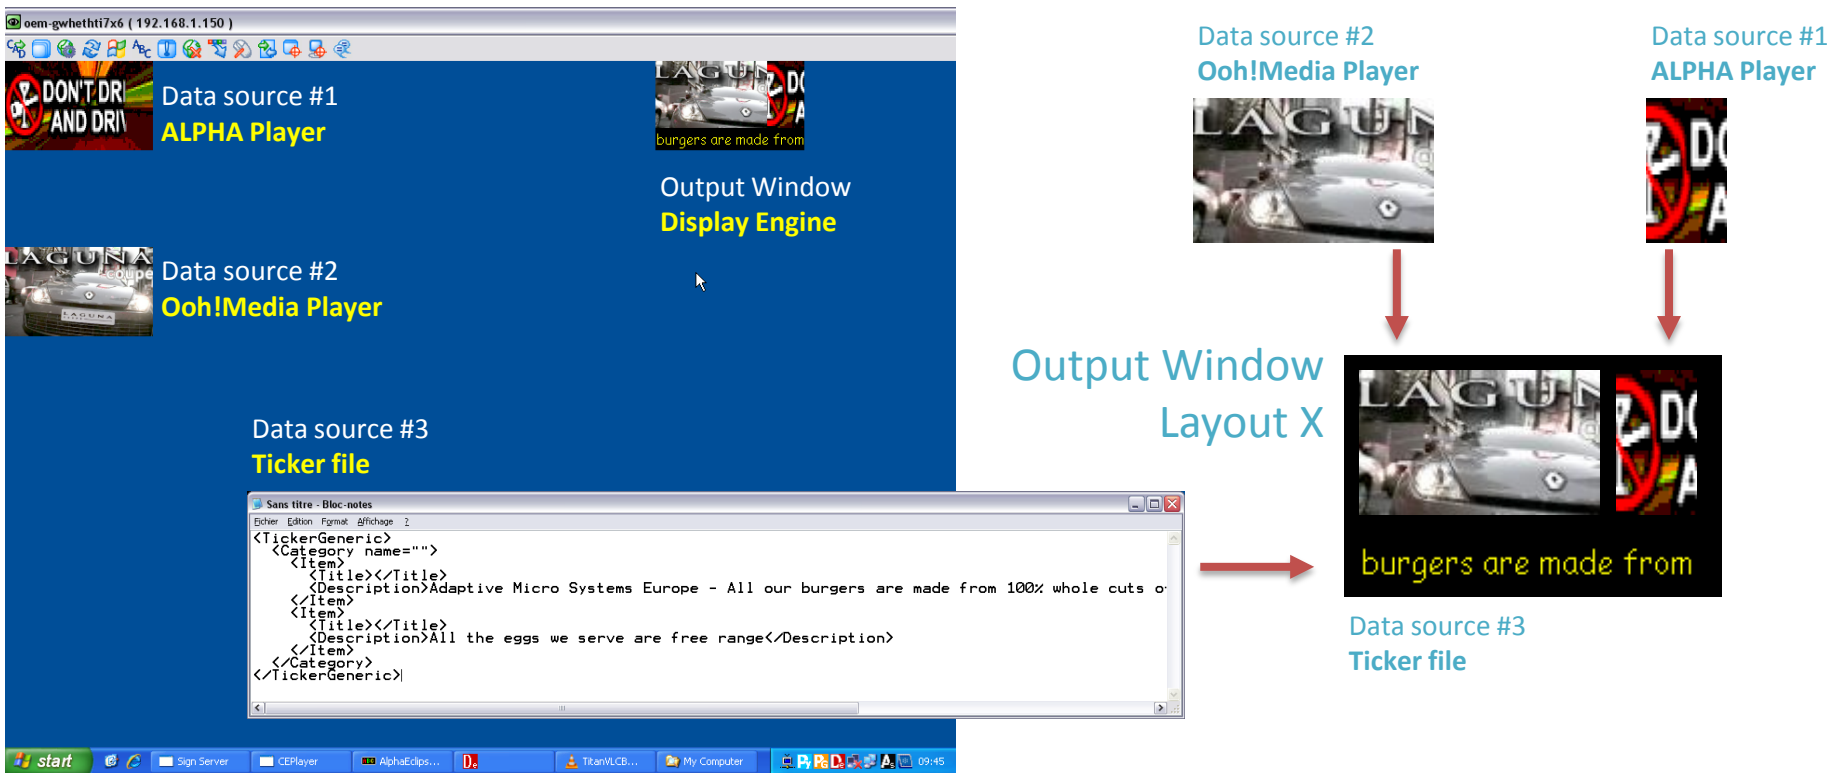 oem-gwhethti7x6 ( 192.168.1.150 )
DON'T DRI
AND DRIV
Data source #1
ALPHA Player
LAGUN
DO
A
burgers are made from
Output Window
Display Engine
LAGUNA
coupe
LAGUNA
Data source #2
Ooh!Media Player
Data source #3
Ticker file
Sans titre - Bloc-notes
Fichier Edition Format Affichage ?
<TickerGeneric>
<Category name="">
<Item>
<Title></Title>
<Description>Adaptive Micro Systems Europe - All our burgers are made from 100% whole cuts o
</Item>
<Item>
<Title></Title>
<Description>All the eggs we serve are free range</Description>
</Item>
</Category>
</TickerGeneric>
start
Sign Server
CEPlayer
AlphaEclips...
TitanVLCB...
My Computer
09:45
Data source #2
Ooh!Media Player
LAGUN
Data source #1
ALPHA Player
DO
A
Output Window
Layout X
LAGUN
DO
A
burgers are made from
Data source #3
Ticker file